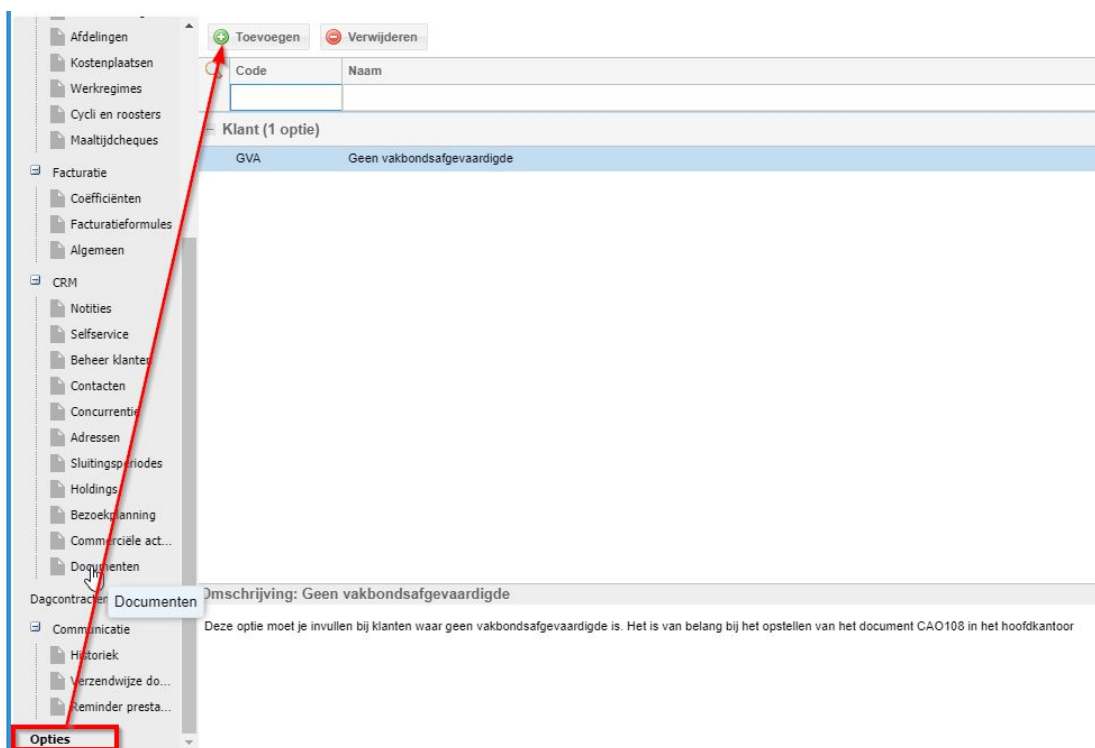 Afdelingen
Kostenplaatsen
Werkregimes
Cycli en roosters
Maaltijdcheques
Facturatie
Coëfficiënten
Facturatieformules
Algemeen
CRM
Notities
Selfservice
Beheer klanten
Contacten
Concurrentie
Adressen
Sluitingsperiodes
Holdings
Bezoekplanning
Commerciële act...
Documenten
Dagcontracten
Documenten
Communicatie
Historiek
Verzendwijze do...
Reminder presta...
Opties
Toevoegen Verwijderen
Code Naam
Klant (1 optie)
GVA Geen vakbondsafgevaardigde
Omschrijving: Geen vakbondsafgevaardigde
Deze optie moet je invullen bij klanten waar geen vakbondsafgevaardigde is. Het is van belang bij het opstellen van het document CAO108 in het hoofdkantoor